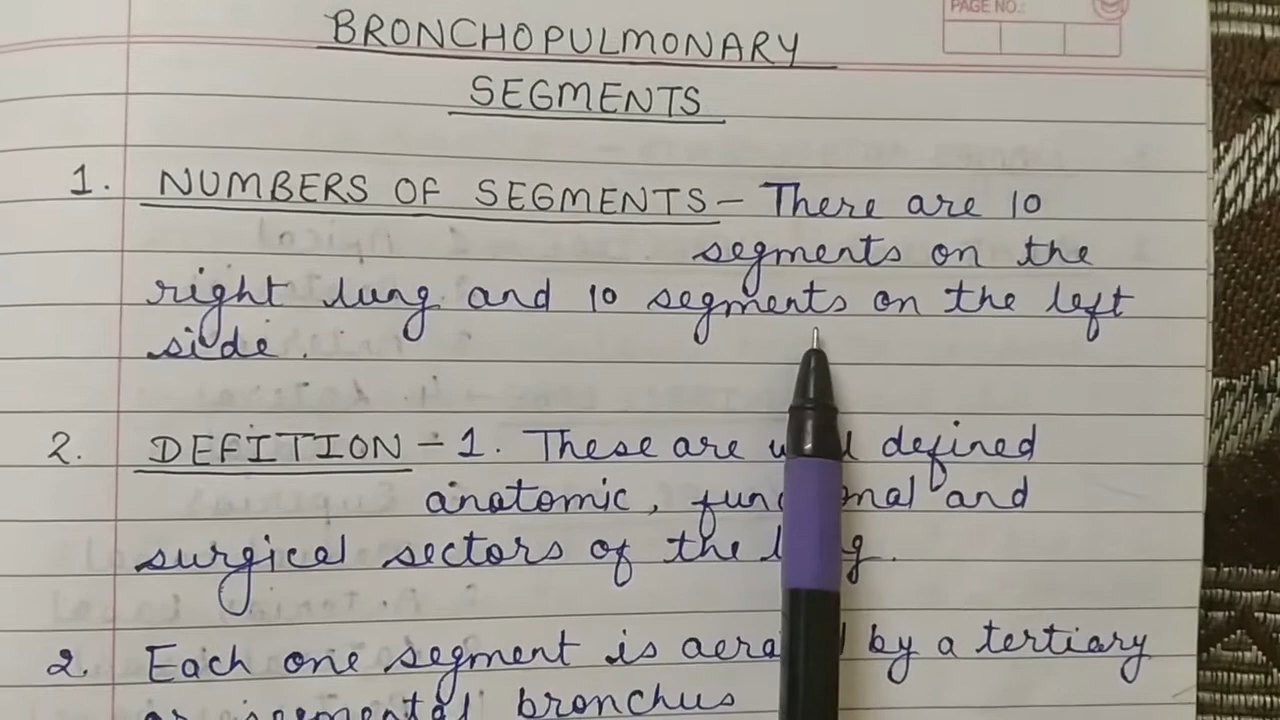 PAGE NO.:
BRONCHOPULMONARY
SEGMENTS
1. NUMBERS OF SEGMENTS - There are 10
segments on the
right lung and 10 segments on the left
side.
2. DEFITION - 1. These are defined
anatomic, and
surgical sectors of the
2. Each one segment is by a tertiary
or segmental bronchus